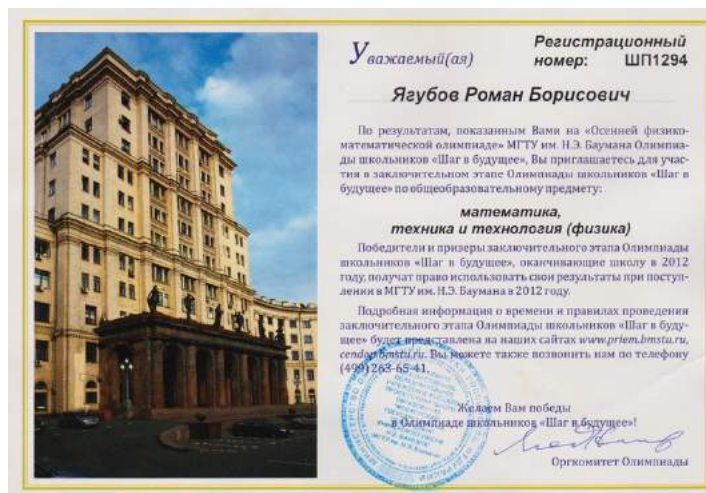 Уважаемый(ая)
Регистрационный
номер: ШП1294
Ягубов Роман Борисович
По результатам, показанным Вами на «Осенней физико-
математической олимпиаде» МГТУ им. Н.Э. Баумана Олимпиа-
ды школьников «Шаг в будущее», Вы приглашаетесь для учас-
тия в заключительном этапе Олимпиады школьников «Шаг в
будущее» по общеобразовательному предмету:
математика,
техника и технология (физика)
Победители и призеры заключительного этапа Олимпиады
школьников «Шаг в будущее», оканчивающие школу в 2012
году, получат право использовать свои результаты при поступ-
лении в МГТУ им. Н.Э. Баумана в 2012 году.
Подробная информация о времени и правилах проведения
заключительного этапа Олимпиады школьников «Шаг в буду-
щее» будет представлена на наших сайтах www.priem.bmstu.ru,
cendop.bmstu.ru. Вы можете также позвонить нам по телефону
(499) 263-65-41.
Желаем Вам победы
в Олимпиаде школьников «Шаг в будущее»!
Оргкомитет Олимпиады